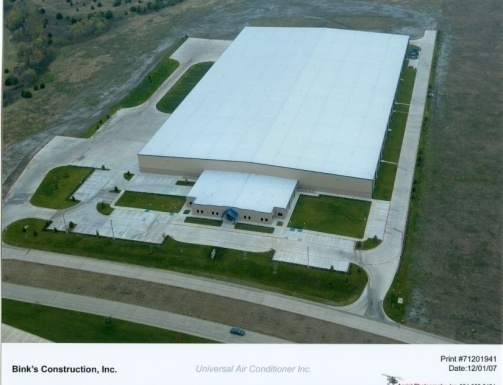 Bink's Construction, Inc.
Universal Air Conditioner Inc.
Print #71201941
Date:12/01/07